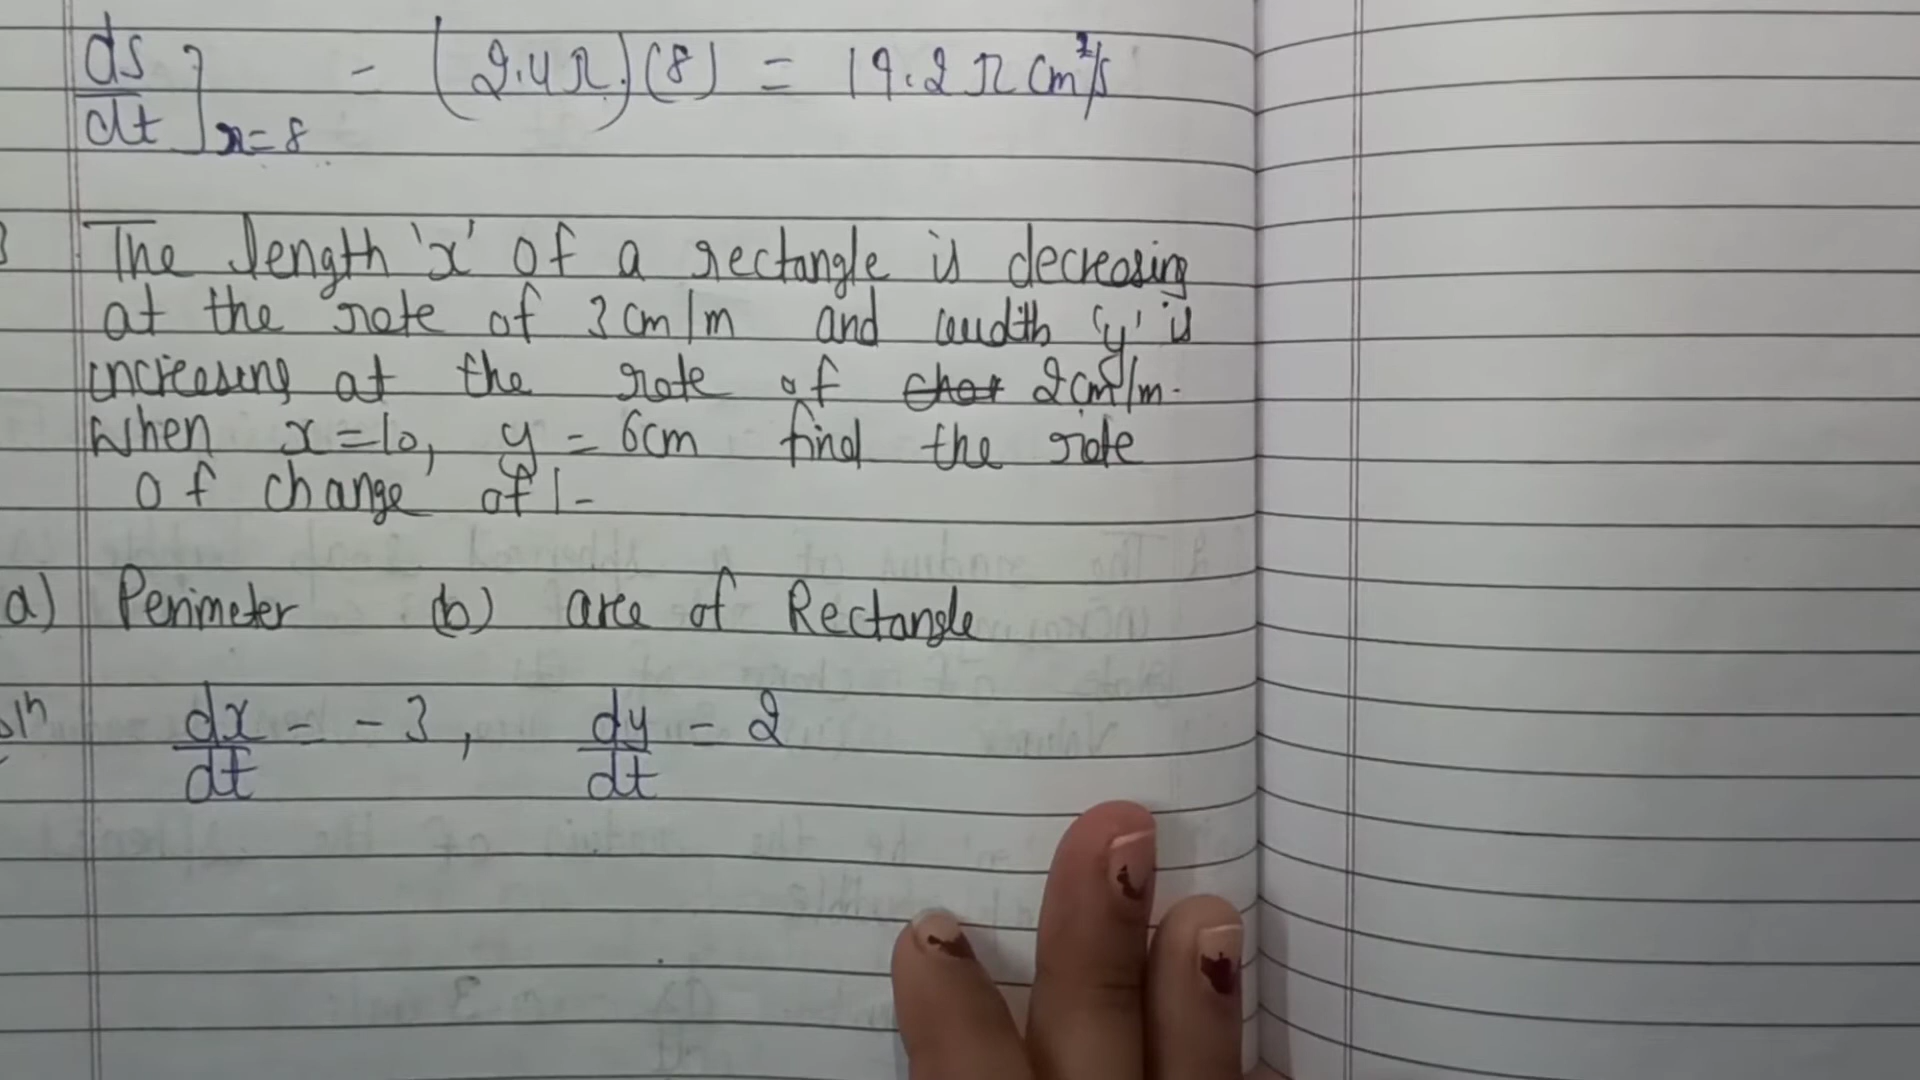 ds/dt]x=8 = (2.4π)(8) = 19.2π cm²/s
The length 'x' of a rectangle is decreasing
at the rate of 3cm/m and width 'y' is
increasing at the rate of 2cm/m.
when x=10, y = 6cm find the rate
of change of :-
a) Perimeter (b) area of Rectangle
dx/dt = -3, dy/dt = 2